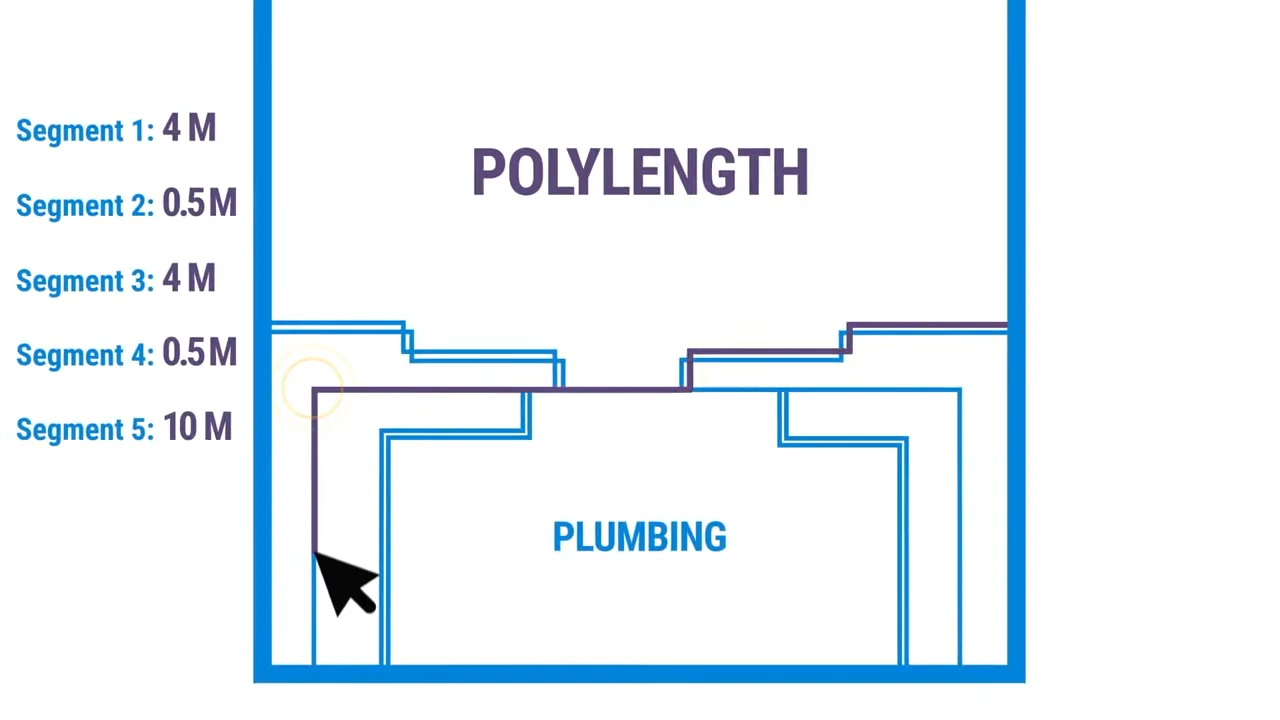 Segment 1: 4 M
Segment 2: 0.5 M
Segment 3: 4 M
Segment 4: 0.5 M
Segment 5: 10 M
POLYLENGTH
PLUMBING